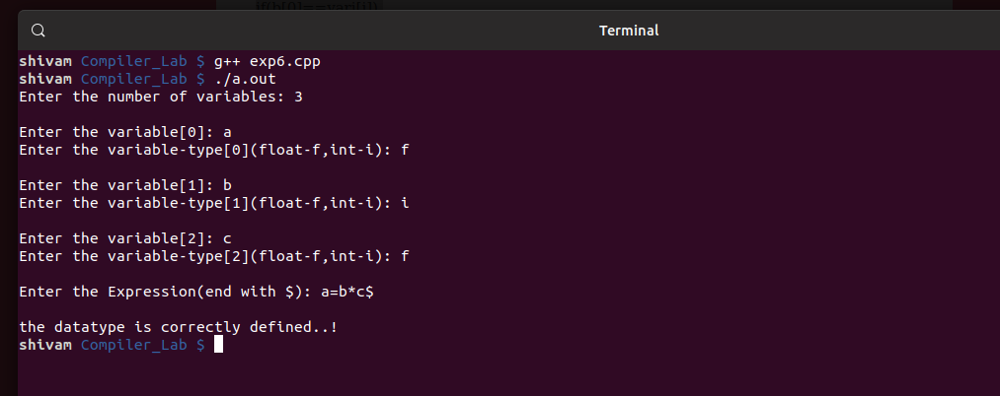 Terminal
shivam Compiler_Lab $ g++ exp6.cpp
shivam Compiler_Lab $ ./a.out
Enter the number of variables: 3
Enter the variable[0]: a
Enter the variable-type[0](float-f,int-i): f
Enter the variable[1]: b
Enter the variable-type[1](float-f,int-i): i
Enter the variable[2]: c
Enter the variable-type[2](float-f,int-i): f
Enter the Expression(end with $): a=b*c$
the datatype is correctly defined..!
shivam Compiler_Lab $